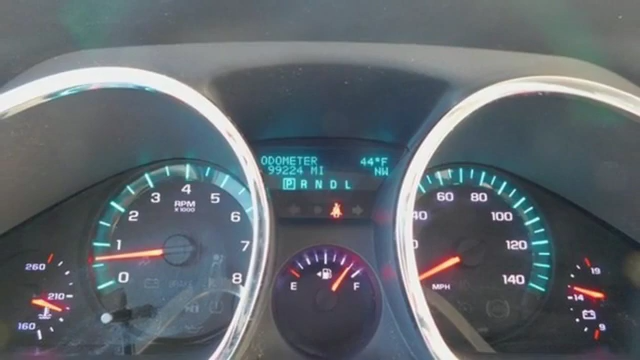 ODOMETER 44°F
99224 MI NW
P R N D L
0 1 2 3 4 5 6 7 8
RPM
X1000
40 60 80 100 120 140
MPH
E F
260
210
160
19
14
9